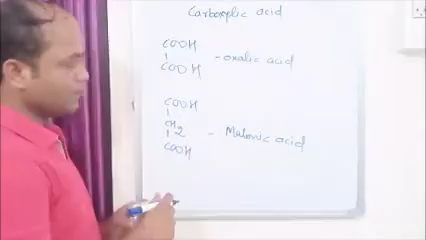 Carboxylic acid
COOH
COOH - oxalic acid
COOH
CH2 - Malonic acid
COOH